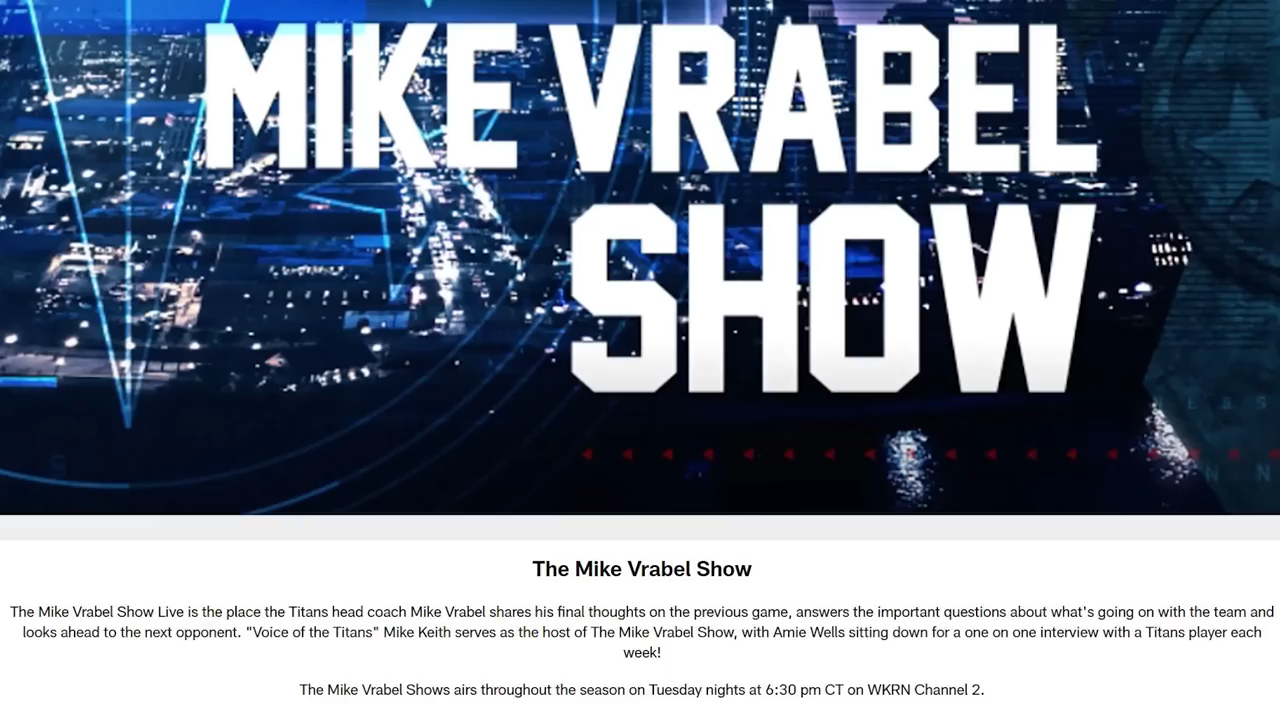 MIKE VRABEL
SHOW
The Mike Vrabel Show
The Mike Vrabel Show Live is the place the Titans head coach Mike Vrabel shares his final thoughts on the previous game, answers the important questions about what's going on with the team and
looks ahead to the next opponent. "Voice of the Titans" Mike Keith serves as the host of The Mike Vrabel Show, with Amie Wells sitting down for a one on one interview with a Titans player each
week!
The Mike Vrabel Shows airs throughout the season on Tuesday nights at 6:30 pm CT on WKRN Channel 2.